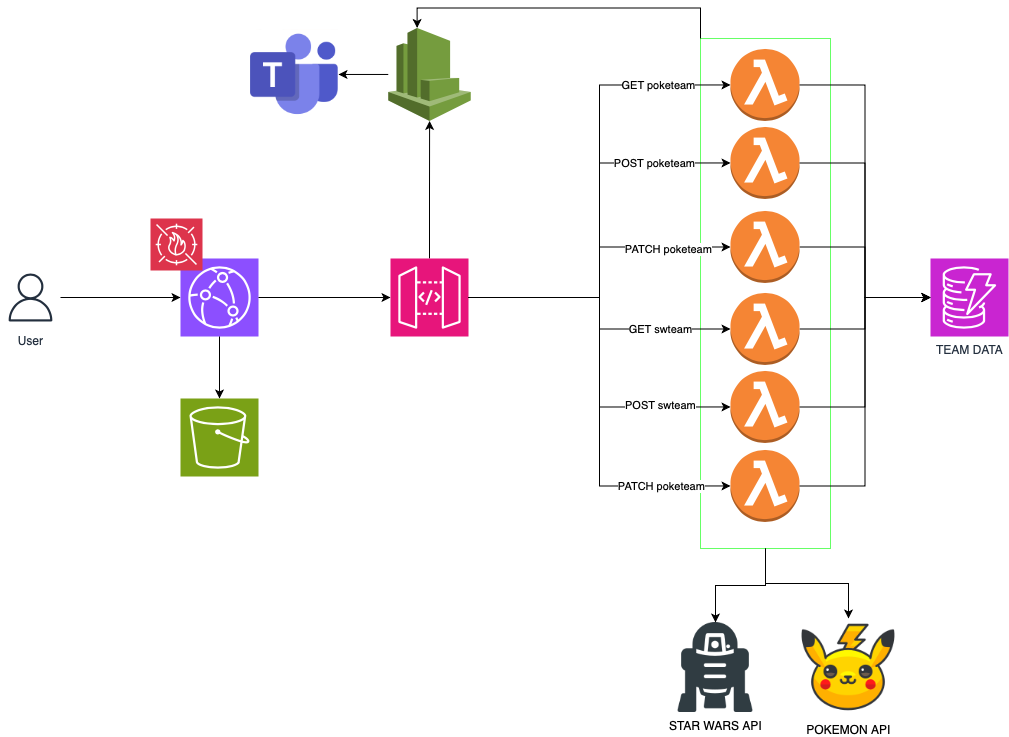 T
GET poketeam
POST poketeam
PATCH poketeam
</>
User
GET swteam
TEAM DATA
POST swteam
PATCH poketeam
STAR WARS API
POKEMON API